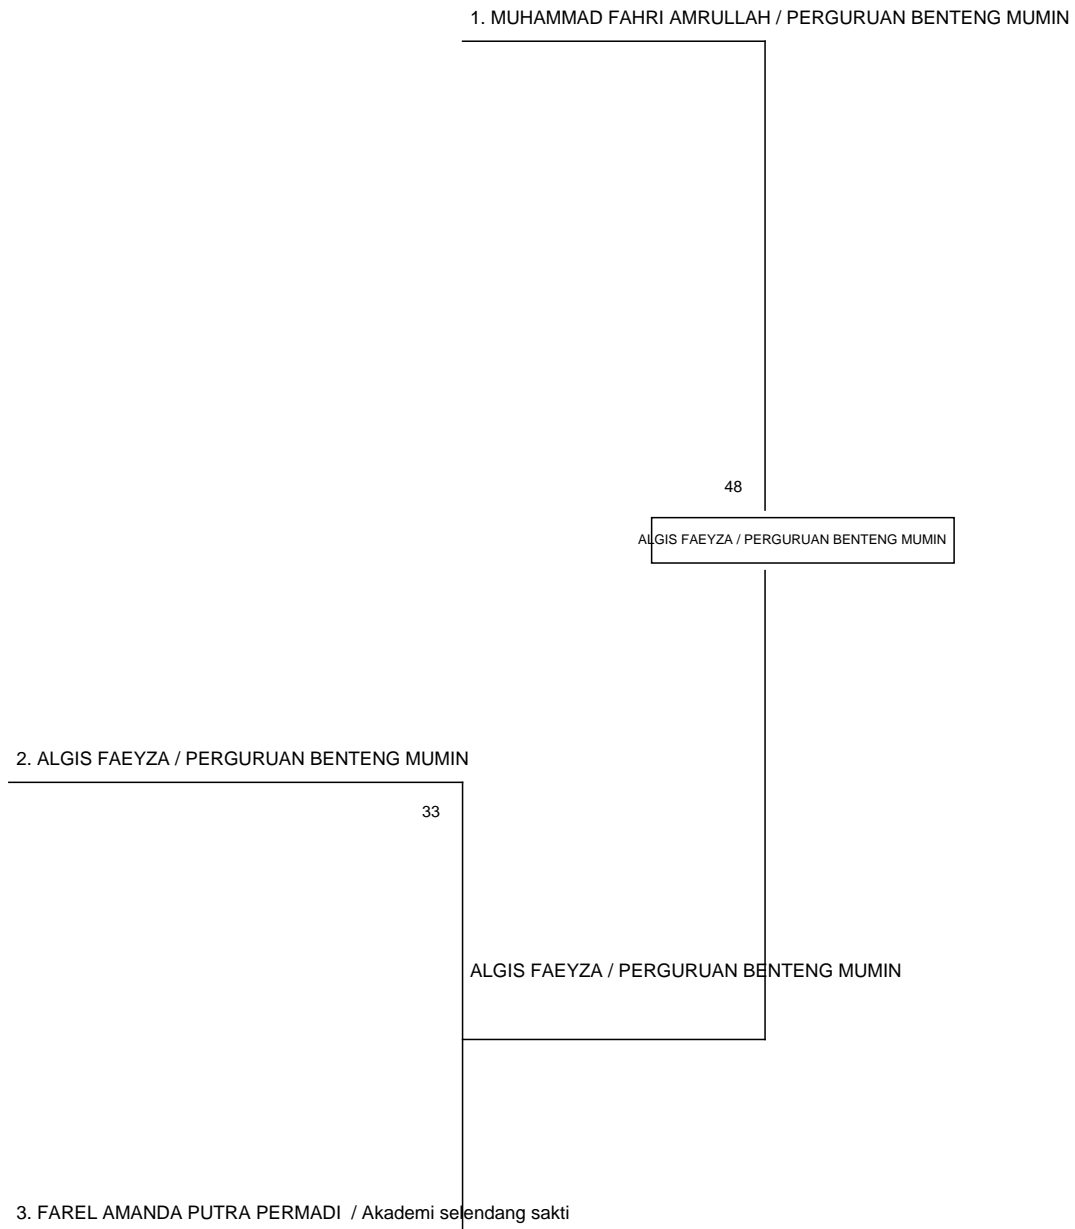 1. MUHAMMAD FAHRI AMRULLAH / PERGURUAN BENTENG MUMIN
48
ALGIS FAEYZA / PERGURUAN BENTENG MUMIN
2. ALGIS FAEYZA / PERGURUAN BENTENG MUMIN
33
ALGIS FAEYZA / PERGURUAN BENTENG MUMIN
3. FAREL AMANDA PUTRA PERMADI / Akademi selendang sakti